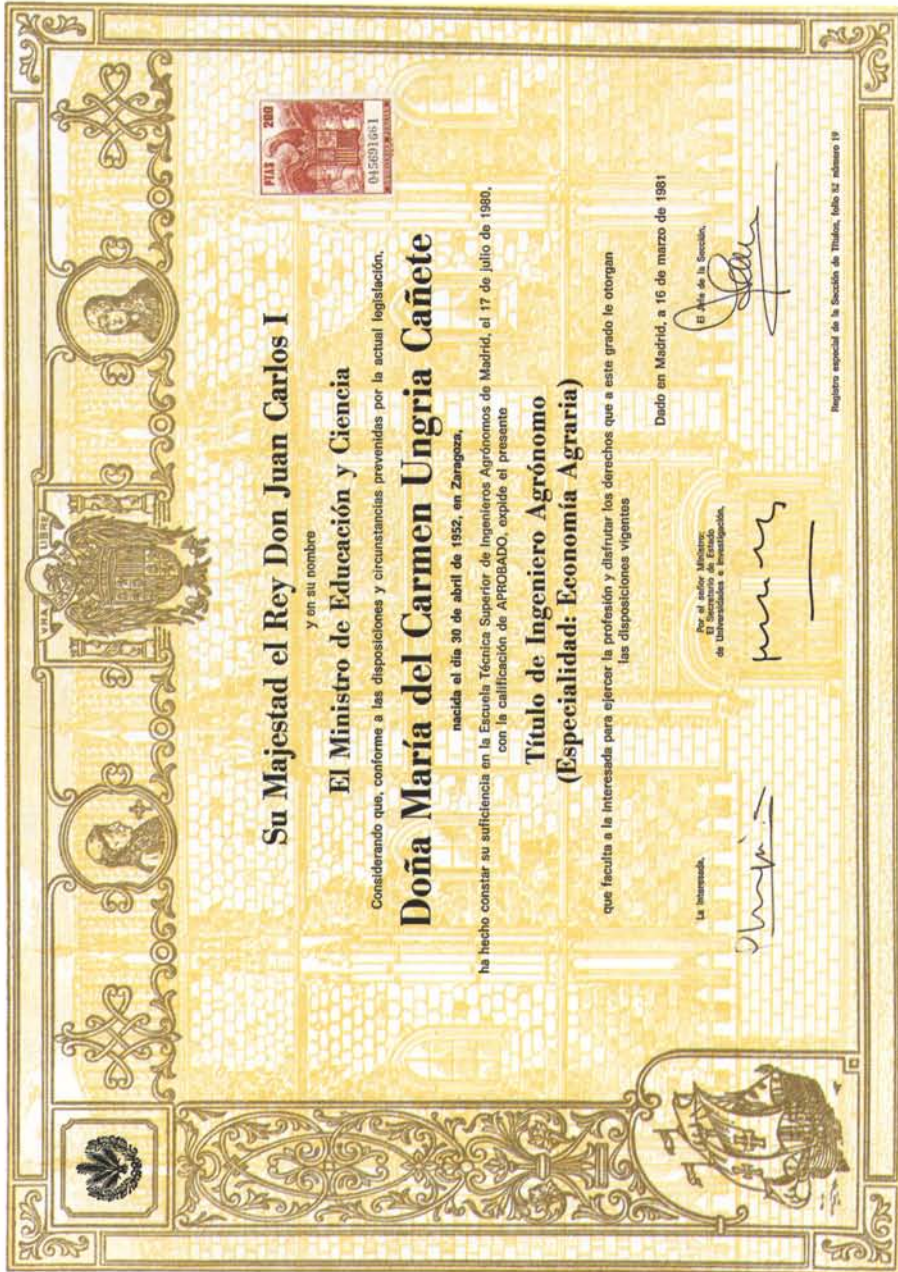 VNA
LIBRE
PTAS 200
045691661
Su Majestad el Rey Don Juan Carlos I
y en su nombre
El Ministro de Educación y Ciencia
Considerando que, conforme a las disposiciones y circunstancias prevenidas por la actual legislación,
Doña María del Carmen Ungria Cañete
nacida el día 30 de abril de 1952, en Zaragoza,
ha hecho constar su suficiencia en la Escuela Técnica Superior de Ingenieros Agrónomos de Madrid, el 17 de julio de 1980,
con la calificación de APROBADO, expide el presente
Título de Ingeniero Agrónomo
(Especialidad: Economía Agraria)
que faculta a la interesada para ejercer la profesión y disfrutar los derechos que a este grado le otorgan
las disposiciones vigentes
Dado en Madrid, a 16 de marzo de 1981
La interesada,
Por el señor Ministro:
El Secretario de Estado
de Universidades e Investigación,
El Jefe de la Sección,
Registro especial de la Sección de Títulos, folio 82 número 19